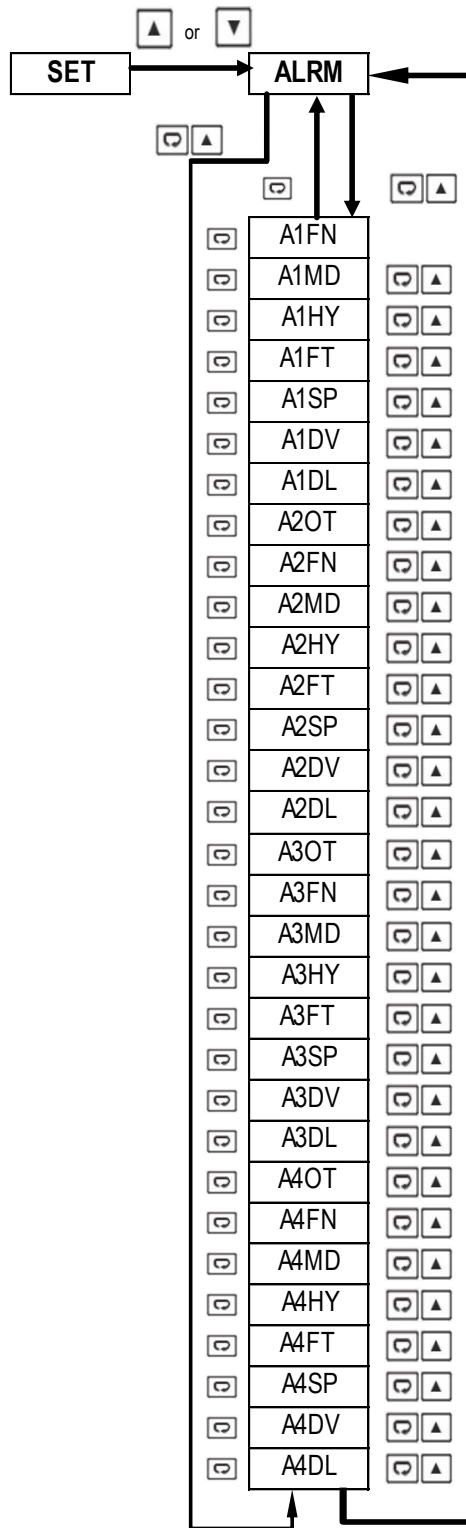 or
SET
ALRM
A1FN
A1MD
A1HY
A1FT
A1SP
A1DV
A1DL
A2OT
A2FN
A2MD
A2HY
A2FT
A2SP
A2DV
A2DL
A3OT
A3FN
A3MD
A3HY
A3FT
A3SP
A3DV
A3DL
A4OT
A4FN
A4MD
A4HY
A4FT
A4SP
A4DV
A4DL